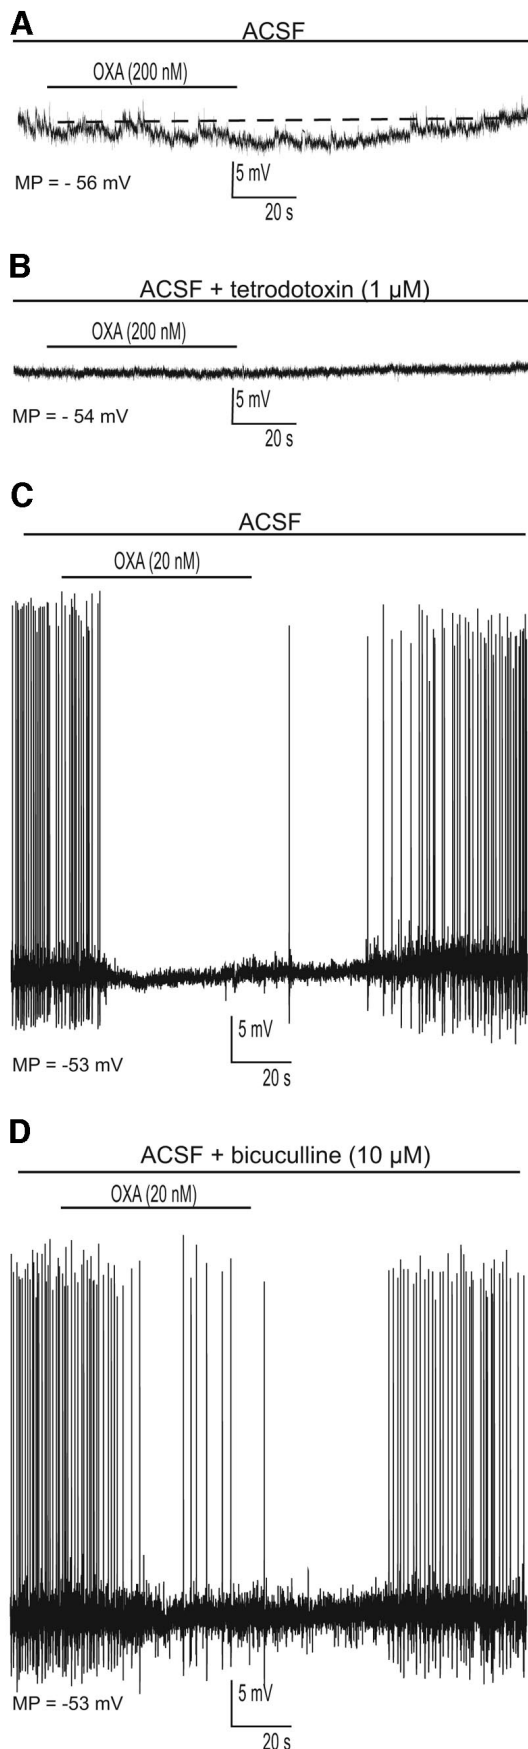 A
ACSF
OXA (200 nM)
MP = - 56 mV
5 mV
20 s
B
ACSF + tetrodotoxin (1 µM)
OXA (200 nM)
MP = - 54 mV
5 mV
20 s
C
ACSF
OXA (20 nM)
MP = -53 mV
5 mV
20 s
D
ACSF + bicuculline (10 µM)
OXA (20 nM)
MP = -53 mV
5 mV
20 s